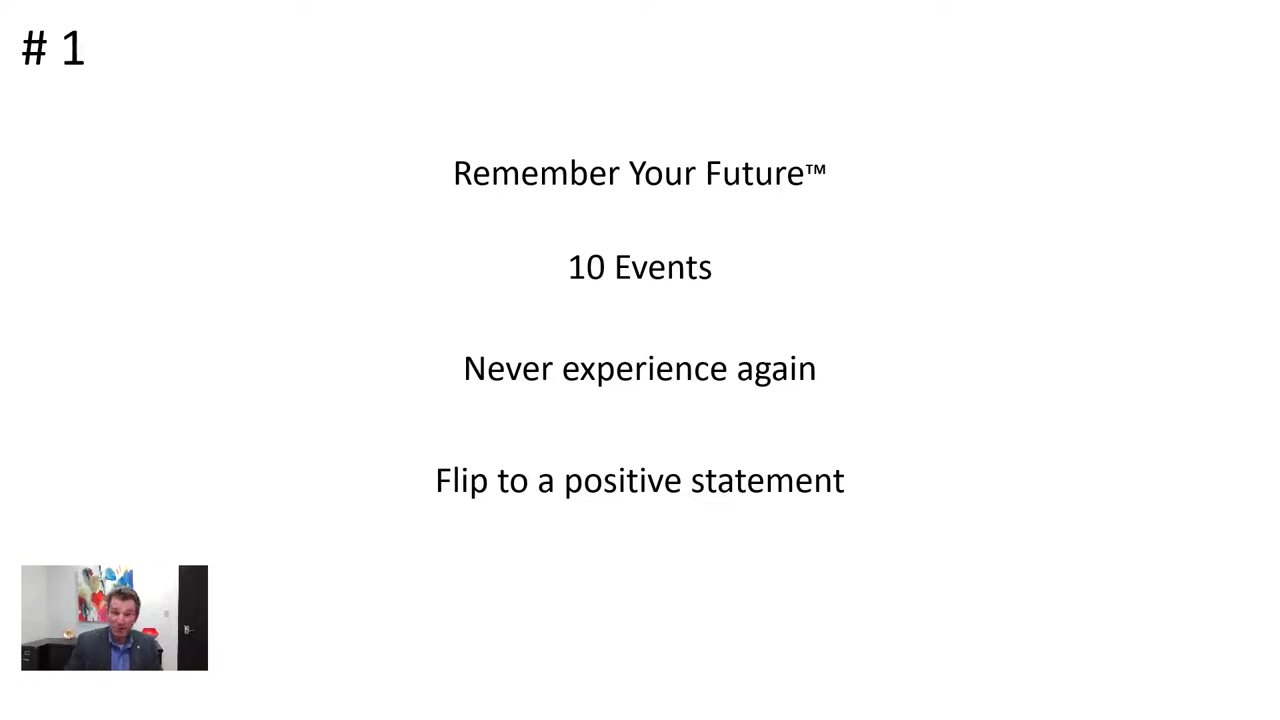 # 1
Remember Your Future™
10 Events
Never experience again
Flip to a positive statement